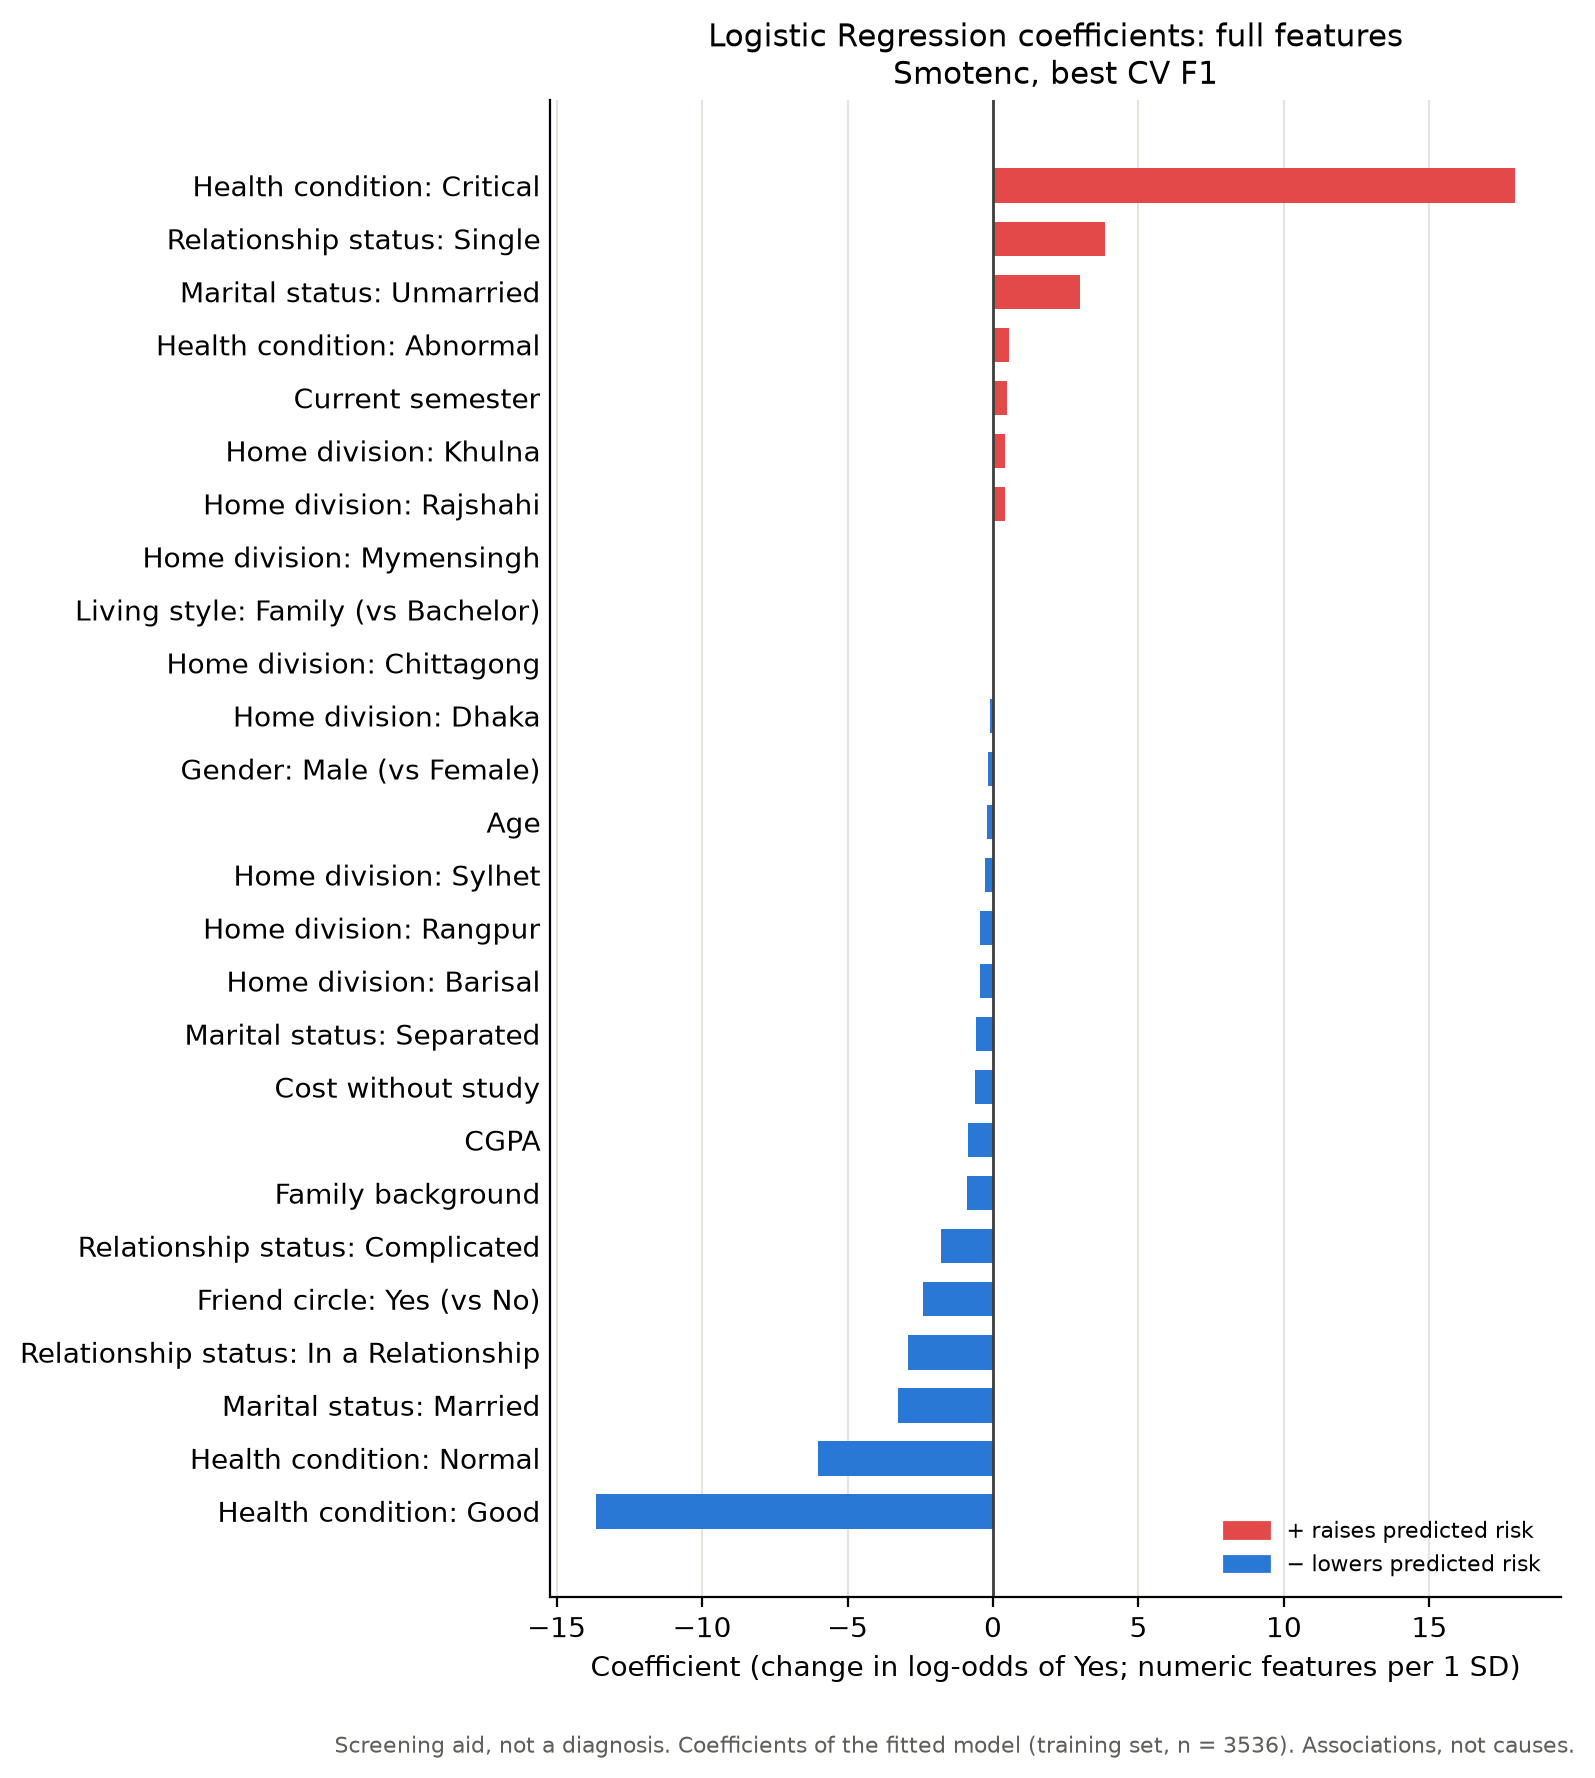 Logistic Regression coefficients: full features
Smotenc, best CV F1
Health condition: Critical
Relationship status: Single
Marital status: Unmarried
Health condition: Abnormal
Current semester
Home division: Khulna
Home division: Rajshahi
Home division: Mymensingh
Living style: Family (vs Bachelor)
Home division: Chittagong
Home division: Dhaka
Gender: Male (vs Female)
Age
Home division: Sylhet
Home division: Rangpur
Home division: Barisal
Marital status: Separated
Cost without study
CGPA
Family background
Relationship status: Complicated
Friend circle: Yes (vs No)
Relationship status: In a Relationship
Marital status: Married
Health condition: Normal
Health condition: Good
+ raises predicted risk
− lowers predicted risk
−15 −10 −5 0 5 10 15
Coefficient (change in log-odds of Yes; numeric features per 1 SD)
Screening aid, not a diagnosis. Coefficients of the fitted model (training set, n = 3536). Associations, not causes.